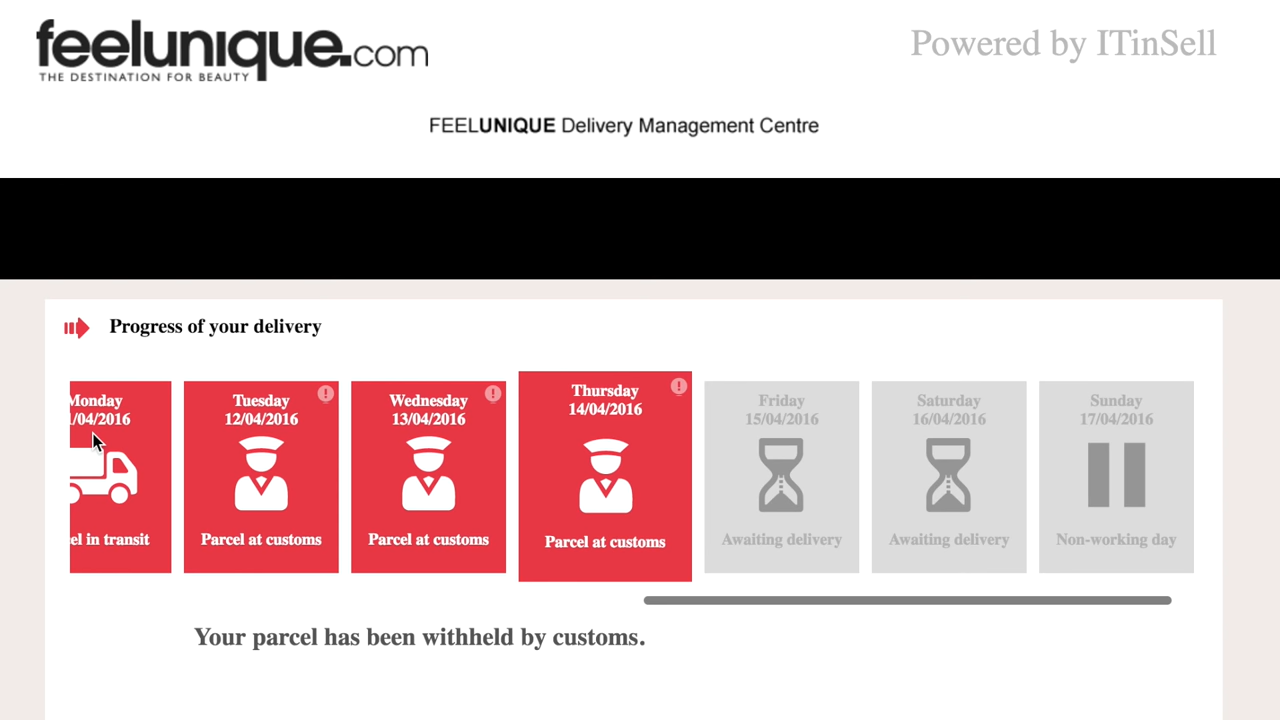 feelunique.com
THE DESTINATION FOR BEAUTY
Powered by ITinSell
FEELUNIQUE Delivery Management Centre
Progress of your delivery
Monday
1/04/2016
el in transit
Tuesday
12/04/2016
Parcel at customs
Wednesday
13/04/2016
Parcel at customs
Thursday
14/04/2016
Parcel at customs
Friday
15/04/2016
Awaiting delivery
Saturday
16/04/2016
Awaiting delivery
Sunday
17/04/2016
Non-working day
Your parcel has been withheld by customs.